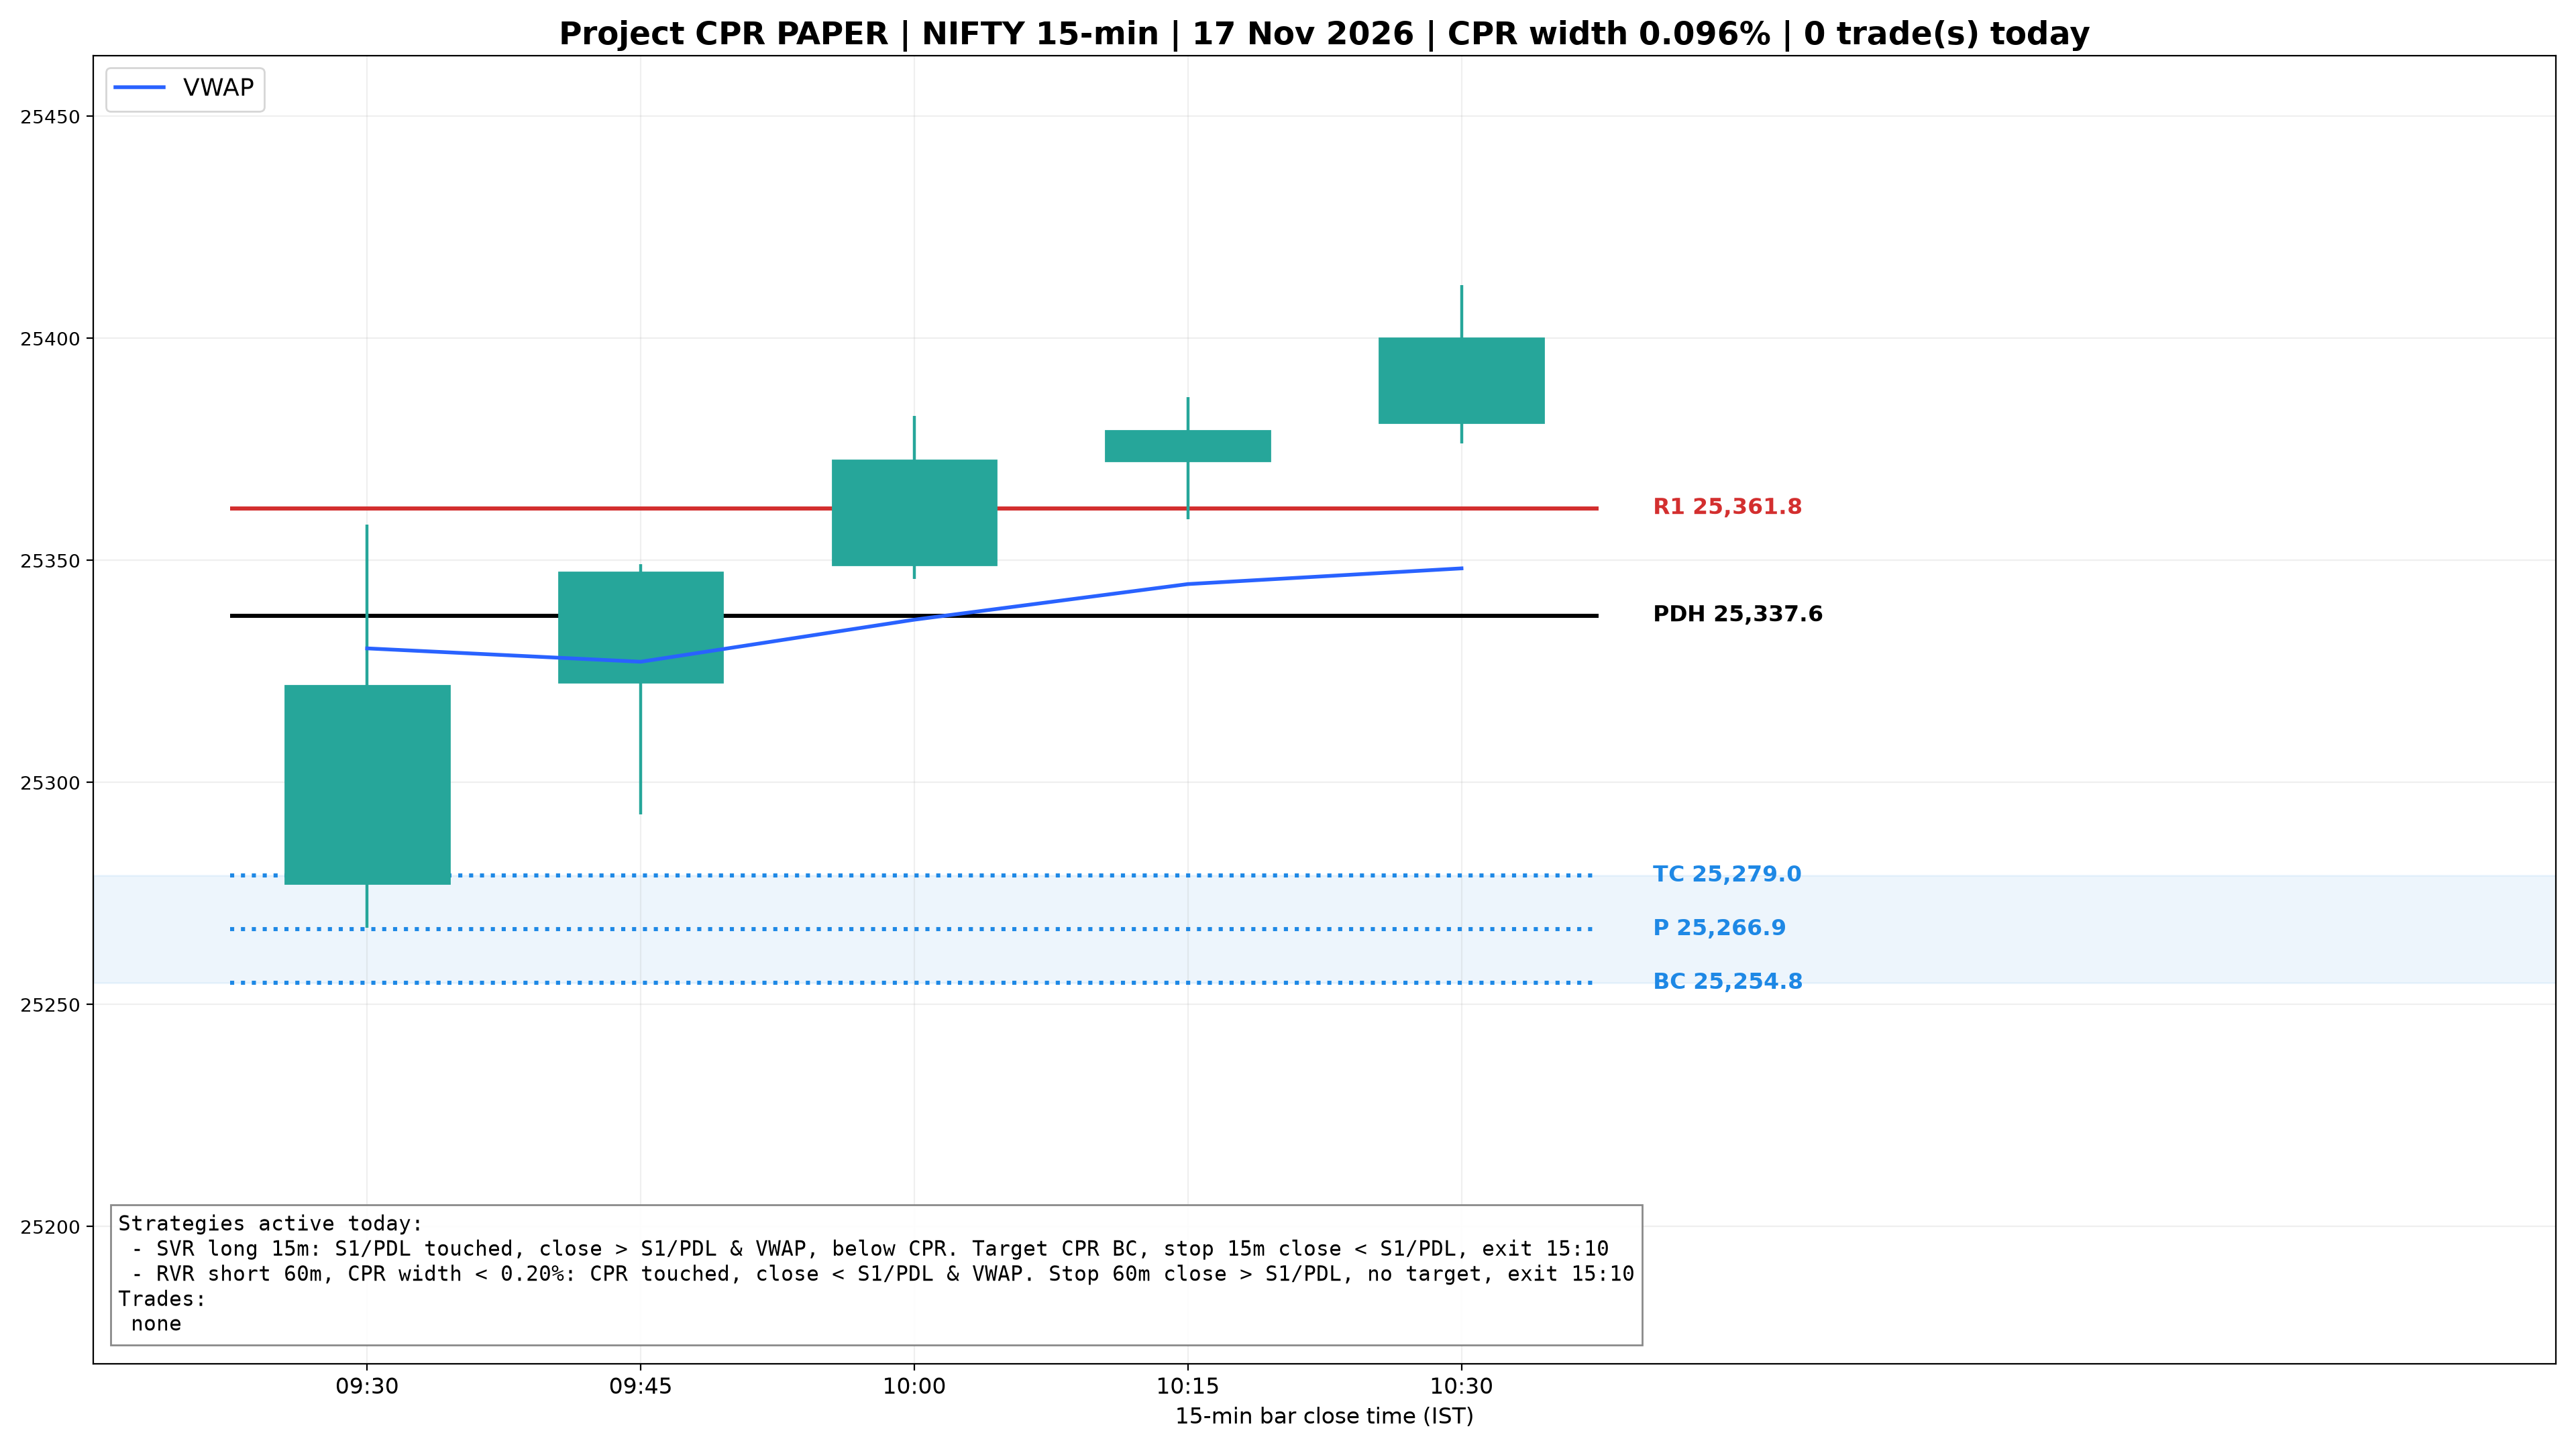 Project CPR PAPER | NIFTY 15-min | 17 Nov 2026 | CPR width 0.096% | 0 trade(s) today
VWAP
25450
25400
25350
25300
25250
25200
R1 25,361.8
PDH 25,337.6
TC 25,279.0
P 25,266.9
BC 25,254.8
Strategies active today:
- SVR long 15m: S1/PDL touched, close > S1/PDL & VWAP, below CPR. Target CPR BC, stop 15m close < S1/PDL, exit 15:10
- RVR short 60m, CPR width < 0.20%: CPR touched, close < S1/PDL & VWAP. Stop 60m close > S1/PDL, no target, exit 15:10
Trades:
none
09:30 09:45 10:00 10:15 10:30
15-min bar close time (IST)